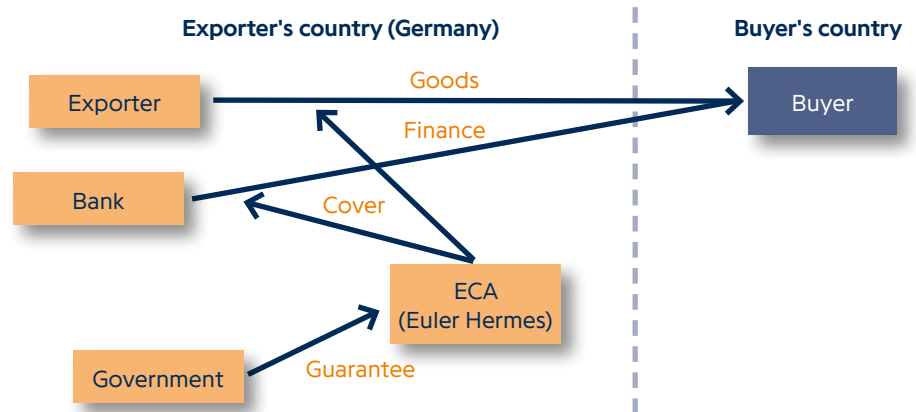 Exporter's country (Germany)
Buyer's country
Goods
Exporter
Buyer
Finance
Bank
Cover
ECA
(Euler Hermes)
Government
Guarantee